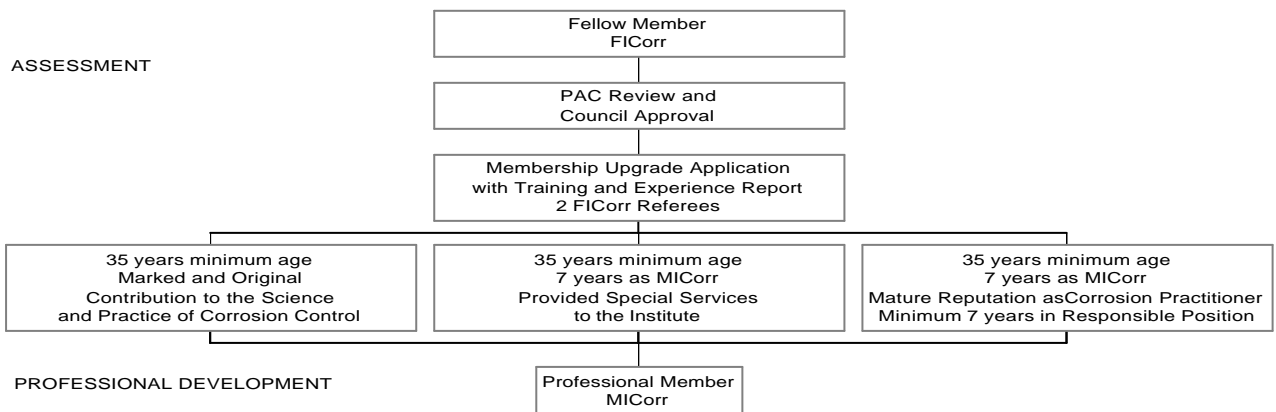 Fellow Member
FICorr
ASSESSMENT
PAC Review and
Council Approval
Membership Upgrade Application
with Training and Experience Report
2 FICorr Referees
35 years minimum age
Marked and Original
Contribution to the Science
and Practice of Corrosion Control
35 years minimum age
7 years as MICorr
Provided Special Services
to the Institute
35 years minimum age
7 years as MICorr
Mature Reputation asCorrosion Practitioner
Minimum 7 years in Responsible Position
PROFESSIONAL DEVELOPMENT
Professional Member
MICorr